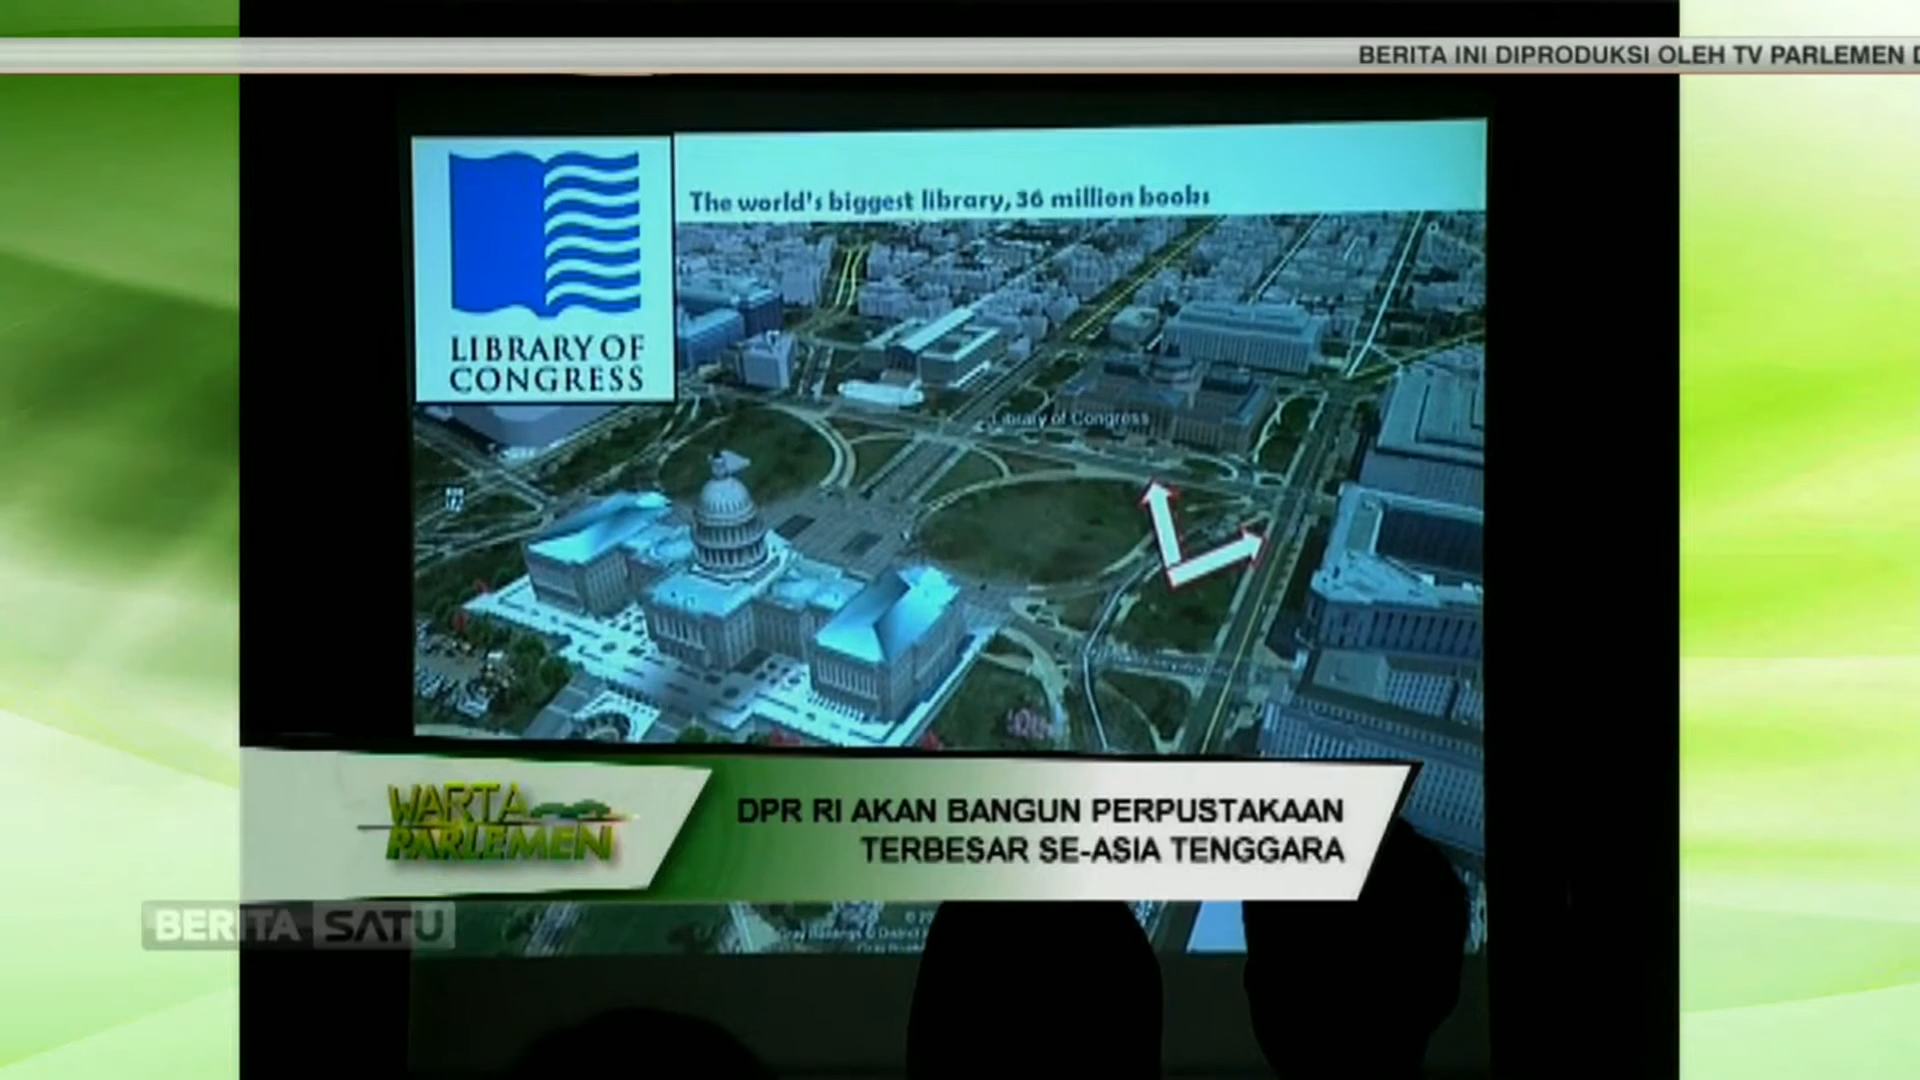 BERITA INI DIPRODUKSI OLEH TV PARLEMEN D
The world's biggest library, 36 million books
LIBRARY OF
CONGRESS
Library of Congress
WARTA
PARLEMEN
DPR RI AKAN BANGUN PERPUSTAKAAN
TERBESAR SE-ASIA TENGGARA
BERITA SATU